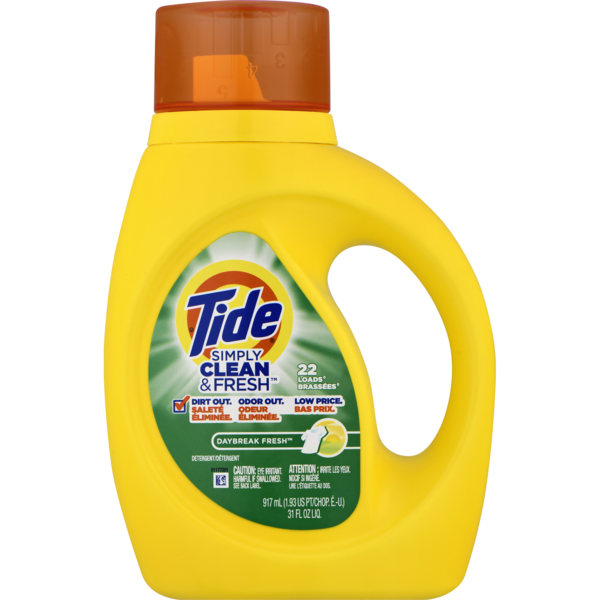 Tide
SIMPLY
CLEAN
& FRESH™
22
LOADS*
BRASSÉES*
DIRT OUT. ODOR OUT. LOW PRICE.
SALETÉ ODEUR BAS PRIX.
ÉLIMINÉE. ÉLIMINÉE.
DAYBREAK FRESH™
DETERGENT/DÉTERGENT
CAUTION: EYE IRRITANT.
HARMFUL IF SWALLOWED.
SEE BACK LABEL.
ATTENTION : IRRITE LES YEUX.
NOCIF SI INGÉRÉ.
LIRE L'ÉTIQUETTE AU DOS.
917 mL (1.93 US PT/CHOP. É.-U.)
31 FL OZ LIQ.